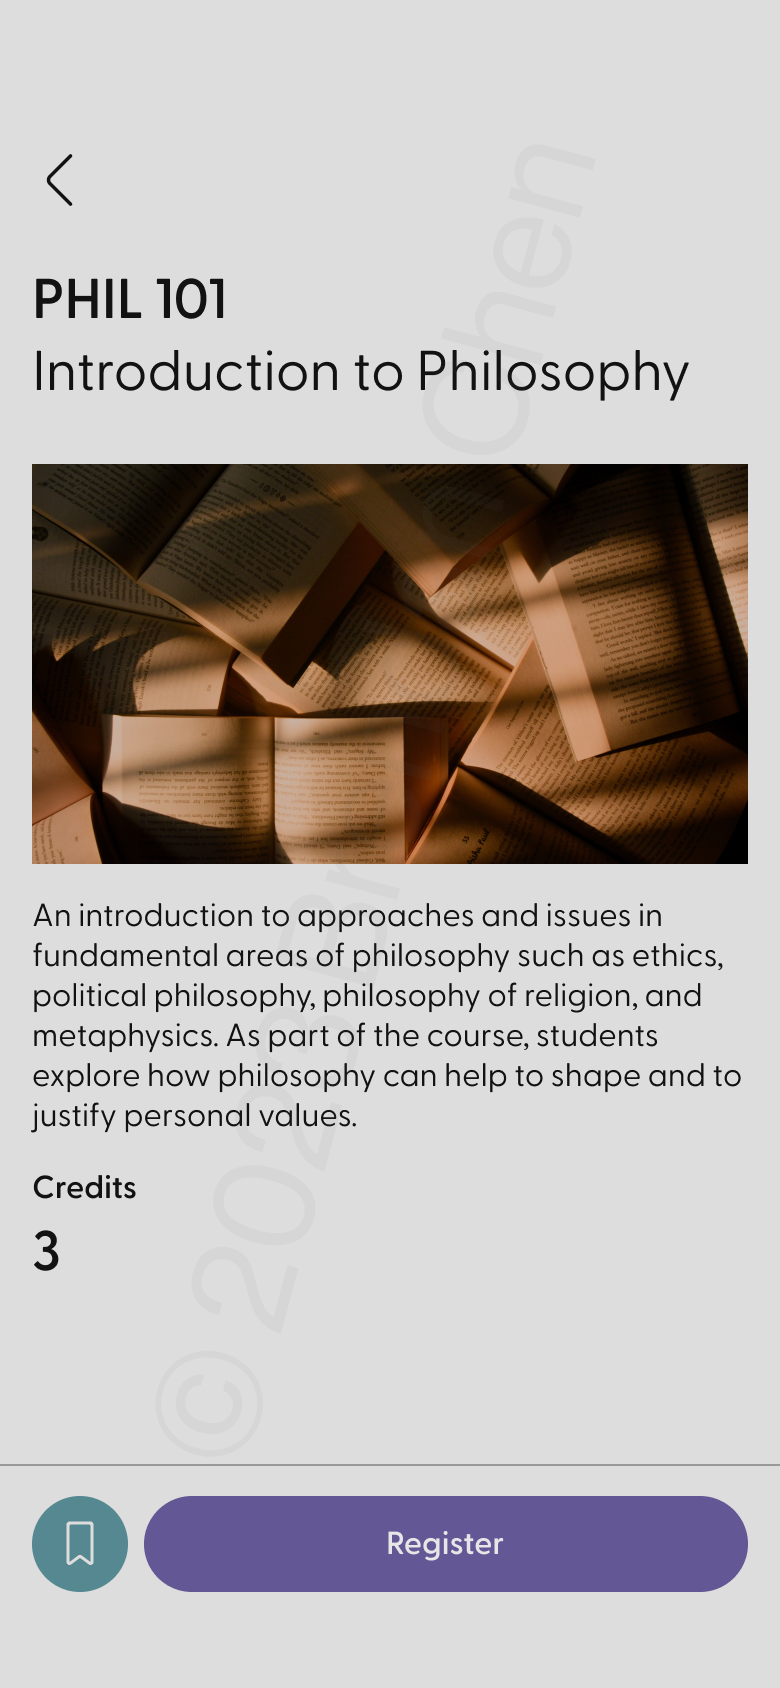 PHIL 101
Introduction to Philosophy
An introduction to approaches and issues in
fundamental areas of philosophy such as ethics,
political philosophy, philosophy of religion, and
metaphysics. As part of the course, students
explore how philosophy can help to shape and to
justify personal values.
Credits
3
Register
© 2023 Chen